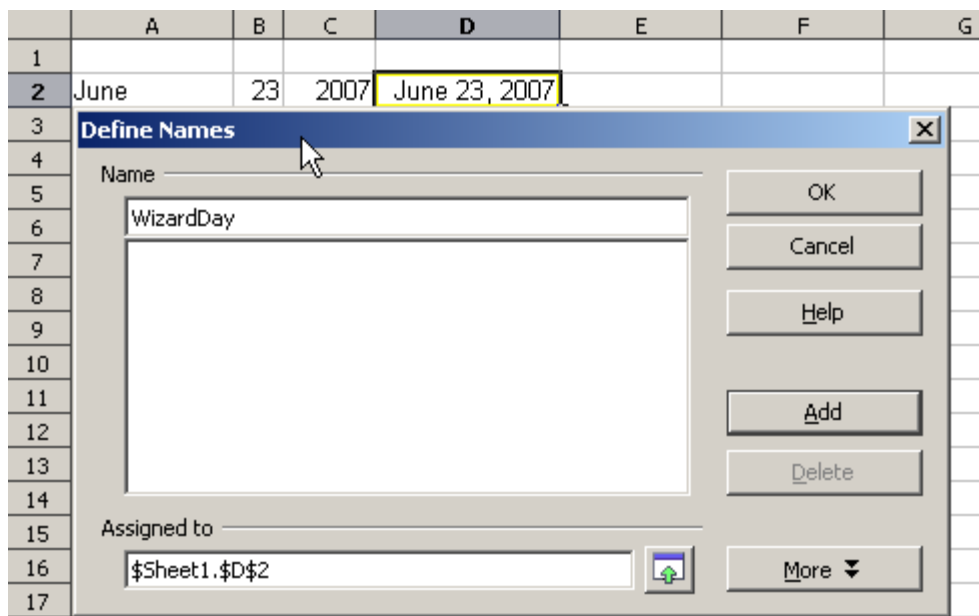 A B C D E F G
1
2 June 23 2007 June 23, 2007
3 Define Names
4
Name
5 OK
6 WizardDay
7 Cancel
8
9 Help
10
11
12 Add
13 Delete
14
15 Assigned to
16 $Sheet1.$D$2 More
17